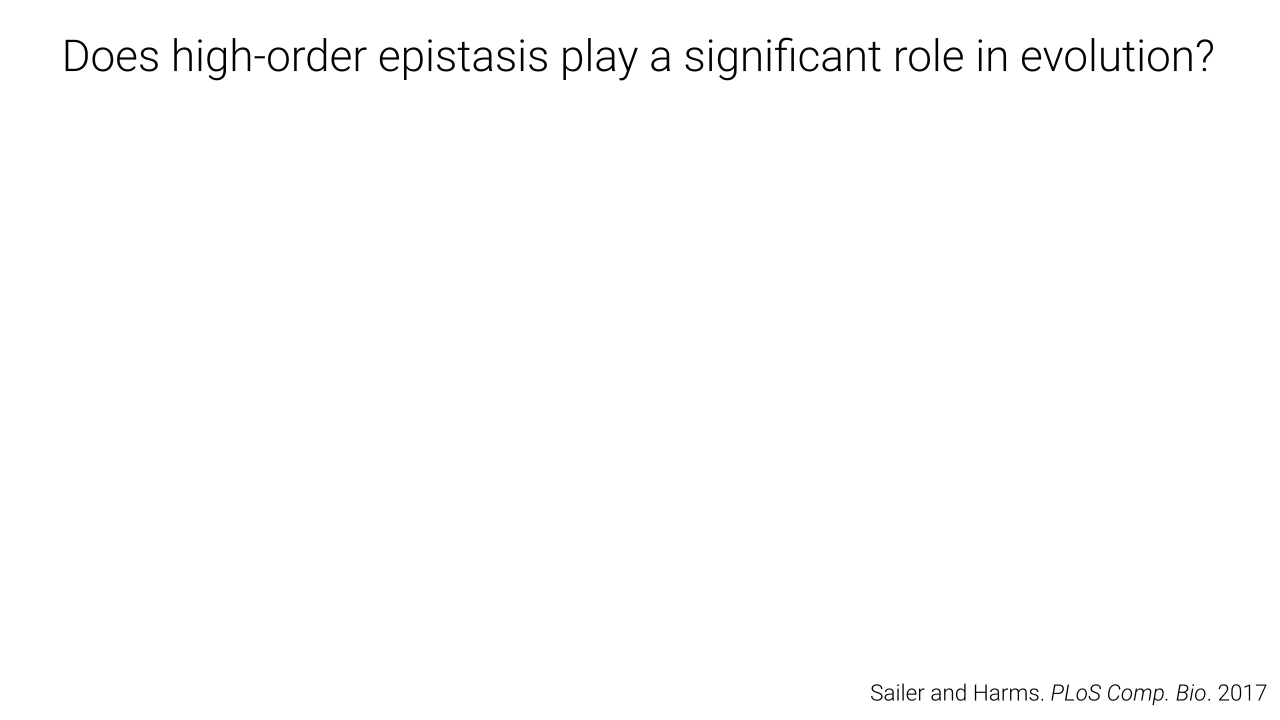 Does high-order epistasis play a significant role in evolution?
Sailer and Harms. PLoS Comp. Bio. 2017